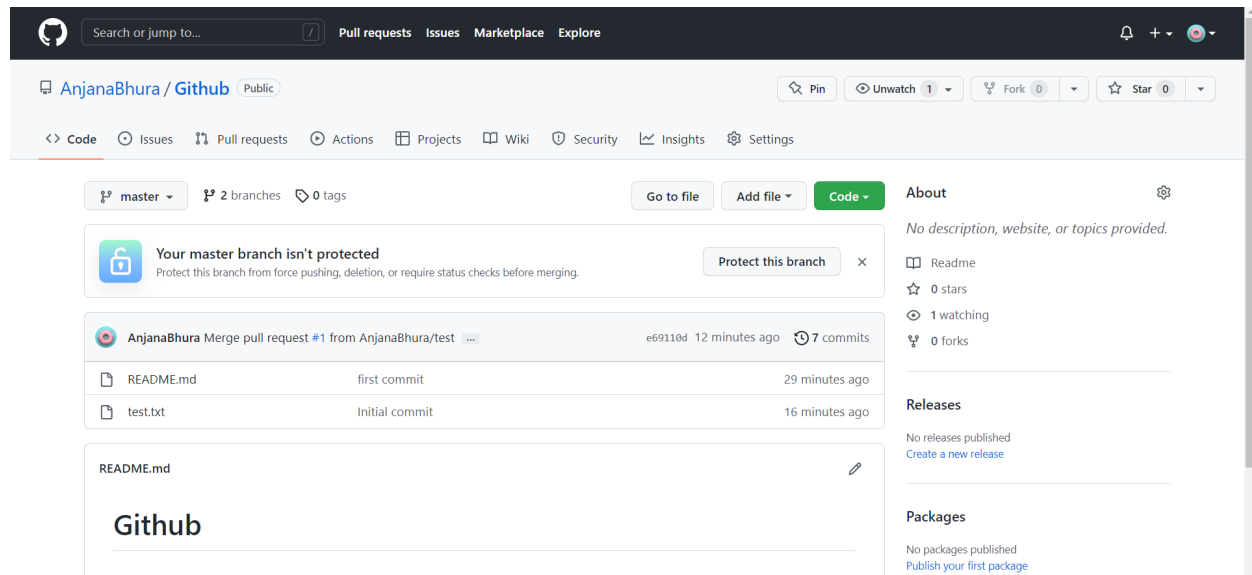 Search or jump to... /
Pull requests Issues Marketplace Explore
AnjanaBhura / Github Public
Pin Unwatch 1 Fork 0 Star 0
Code Issues Pull requests Actions Projects Wiki Security Insights Settings
master 2 branches 0 tags Go to file Add file Code
Your master branch isn't protected
Protect this branch from force pushing, deletion, or require status checks before merging.
Protect this branch
AnjanaBhura Merge pull request #1 from AnjanaBhura/test ... e69110d 12 minutes ago 7 commits
README.md first commit 29 minutes ago
test.txt Initial commit 16 minutes ago
README.md
Github
About
No description, website, or topics provided.
Readme
0 stars
1 watching
0 forks
Releases
No releases published
Create a new release
Packages
No packages published
Publish your first package